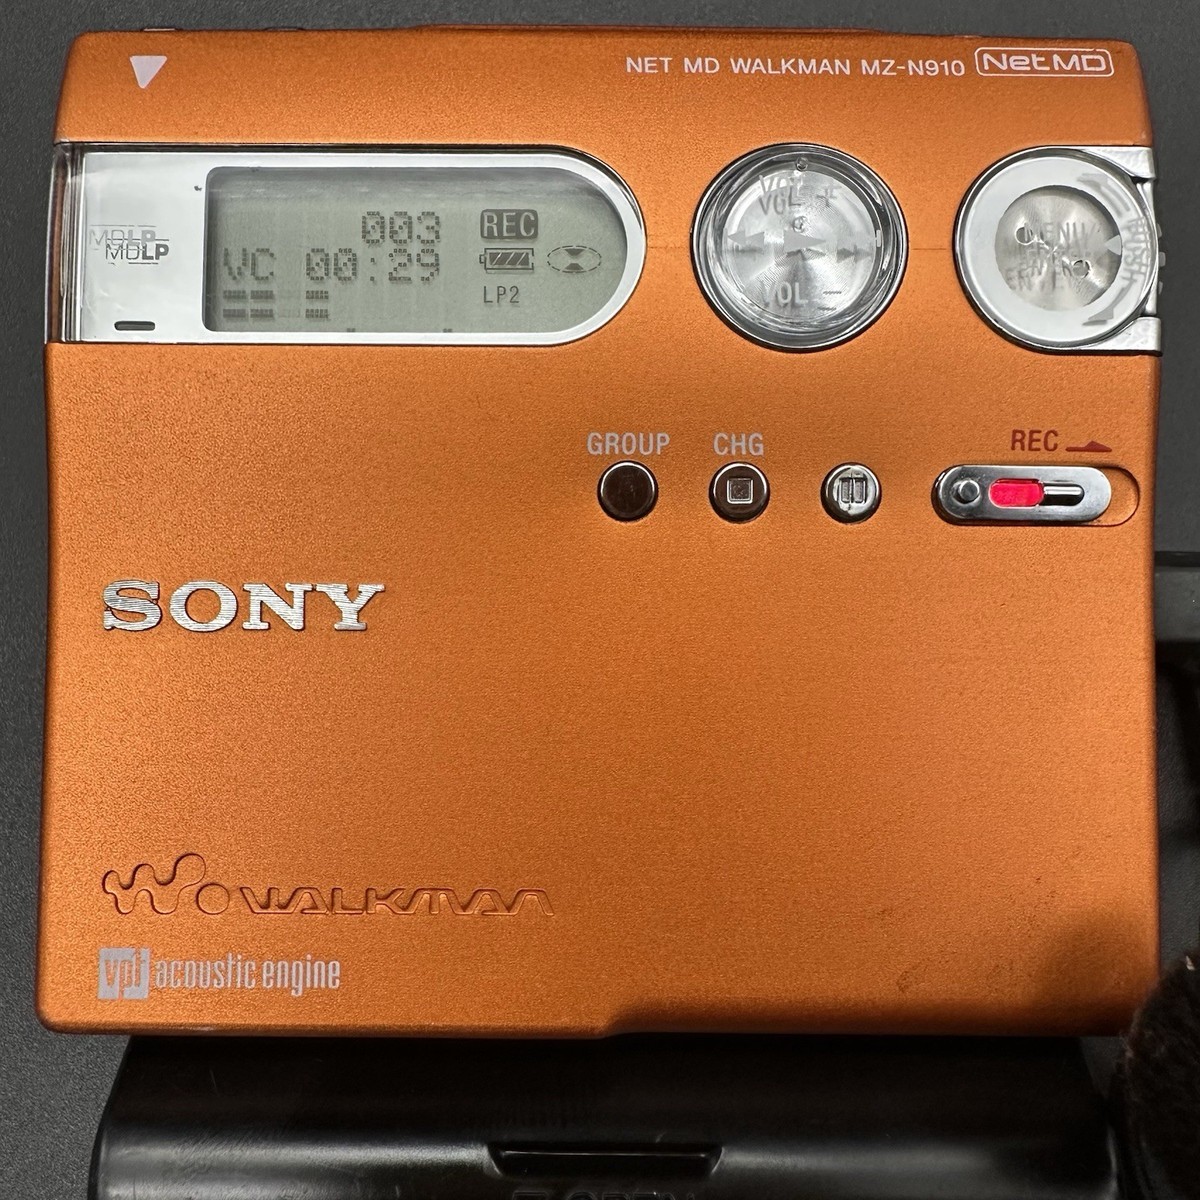 NET MD WALKMAN MZ-N910 NetMD
MDLP
003 REC
VC 00:29
LP2
VOL +
VOL −
MENU
ENTER
GROUP CHG REC
SONY
WALKMAN
vpt acoustic engine